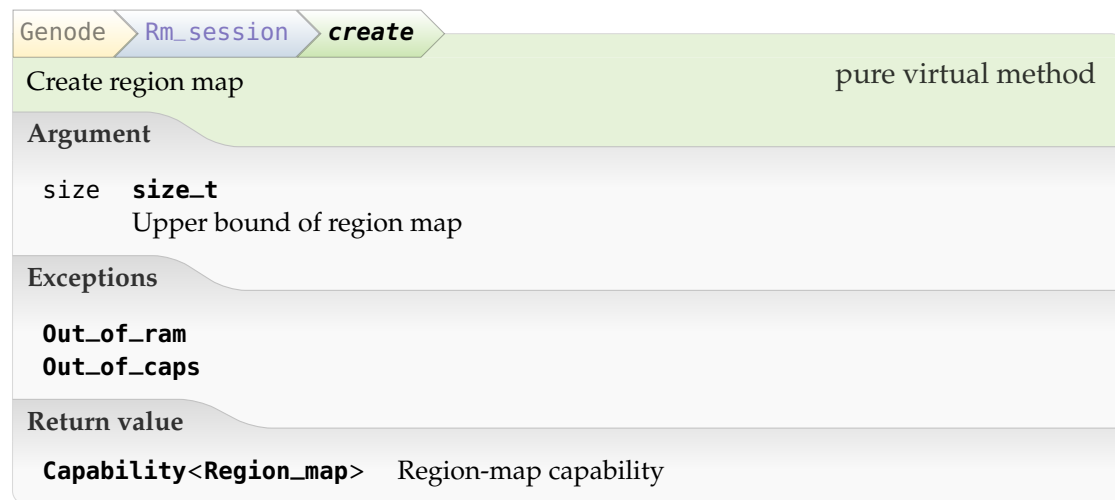 Genode Rm_session create
Create region map pure virtual method
Argument
size size_t
Upper bound of region map
Exceptions
Out_of_ram
Out_of_caps
Return value
Capability<Region_map> Region-map capability